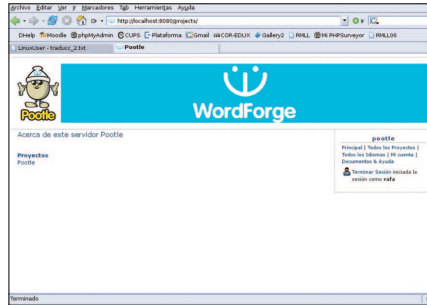 Archivo Editar Ver Ir Marcadores Tab Herramientas Ayuda
http://localhost:8080/projects/
DHelp Moodle phpMyAdmin CUPS Plataforma Gmail sikCOR-EDUX Gallery2 RMLL Mi PHPSurveyor RMLL06
LinuxUser - traducc_2.txt Pootle
Pootle
WordForge
Acerca de este servidor Pootle
Proyectos
Pootle
pootle
Principal | Todos los Proyectos |
Todos los Idiomas | Mi cuenta |
Documentos & Ayuda
Terminar Sesión iniciada la
sesión como rafa
Terminado